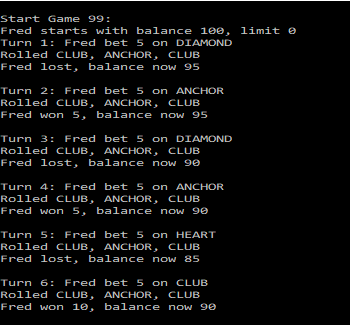 Start Game 99:
Fred starts with balance 100, limit 0
Turn 1: Fred bet 5 on DIAMOND
Rolled CLUB, ANCHOR, CLUB
Fred lost, balance now 95
Turn 2: Fred bet 5 on ANCHOR
Rolled CLUB, ANCHOR, CLUB
Fred won 5, balance now 95
Turn 3: Fred bet 5 on DIAMOND
Rolled CLUB, ANCHOR, CLUB
Fred lost, balance now 90
Turn 4: Fred bet 5 on ANCHOR
Rolled CLUB, ANCHOR, CLUB
Fred won 5, balance now 90
Turn 5: Fred bet 5 on HEART
Rolled CLUB, ANCHOR, CLUB
Fred lost, balance now 85
Turn 6: Fred bet 5 on CLUB
Rolled CLUB, ANCHOR, CLUB
Fred won 10, balance now 90